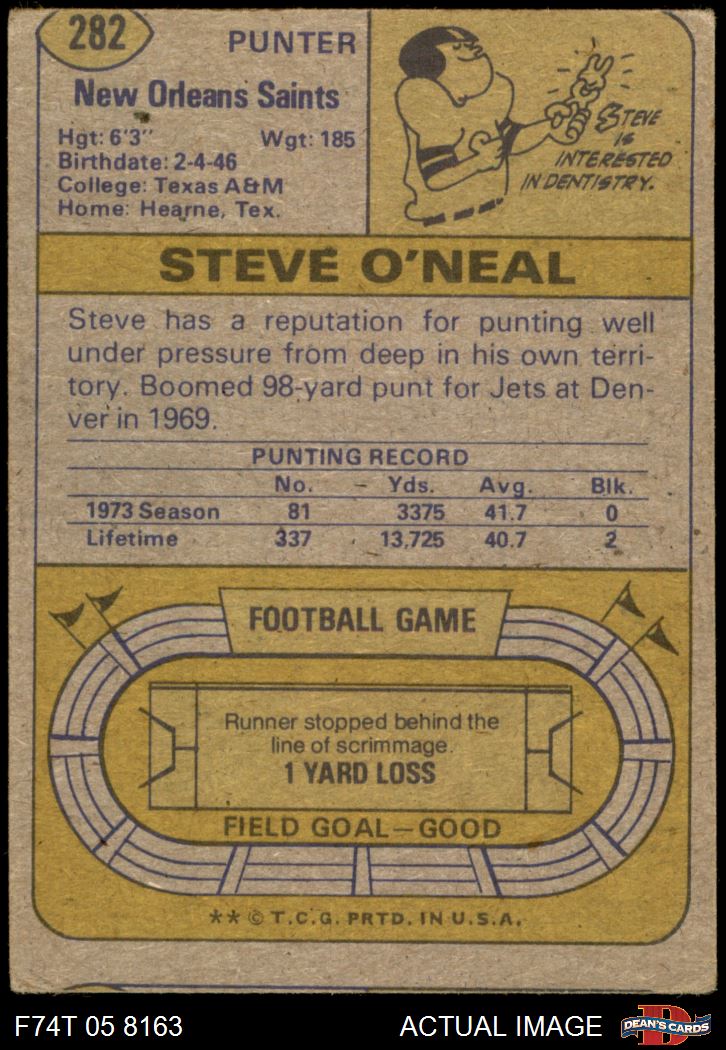 282
PUNTER
New Orleans Saints
Hgt: 6'3" Wgt: 185
Birthdate: 2-4-46
College: Texas A&M
Home: Hearne, Tex.
STEVE
IS
INTERESTED
IN DENTISTRY.
STEVE O'NEAL
Steve has a reputation for punting well
under pressure from deep in his own terri-
tory. Boomed 98-yard punt for Jets at Den-
ver in 1969.
PUNTING RECORD
No. Yds. Avg. Blk.
1973 Season 81 3375 41.7 0
Lifetime 337 13,725 40.7 2
FOOTBALL GAME
Runner stopped behind the
line of scrimmage.
1 YARD LOSS
FIELD GOAL—GOOD
** © T.C.G. PRTD. IN U.S.A.
F74T 05 8163 ACTUAL IMAGE D DEAN'S CARDS